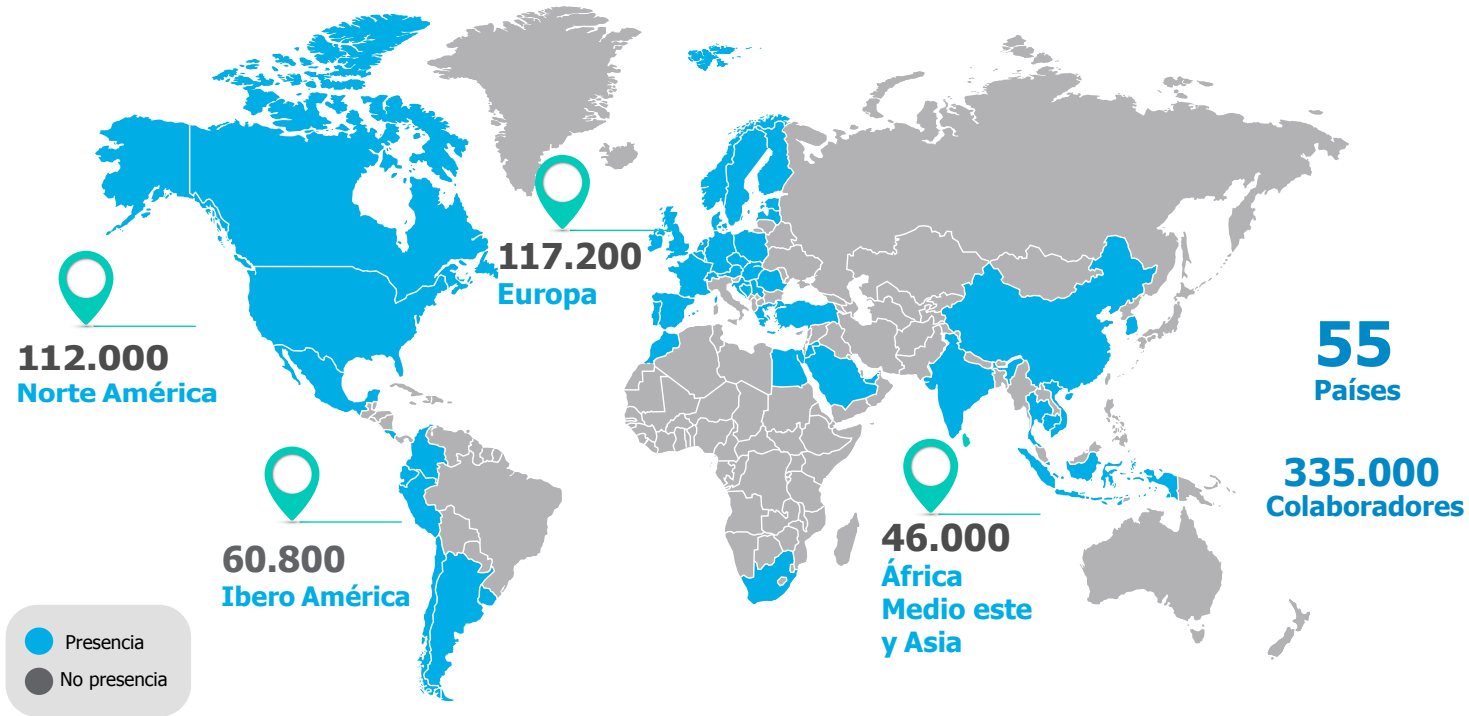 117.200
Europa
112.000
Norte América
55
Países
335.000
Colaboradores
60.800
Ibero América
46.000
África
Medio este
y Asia
Presencia
No presencia